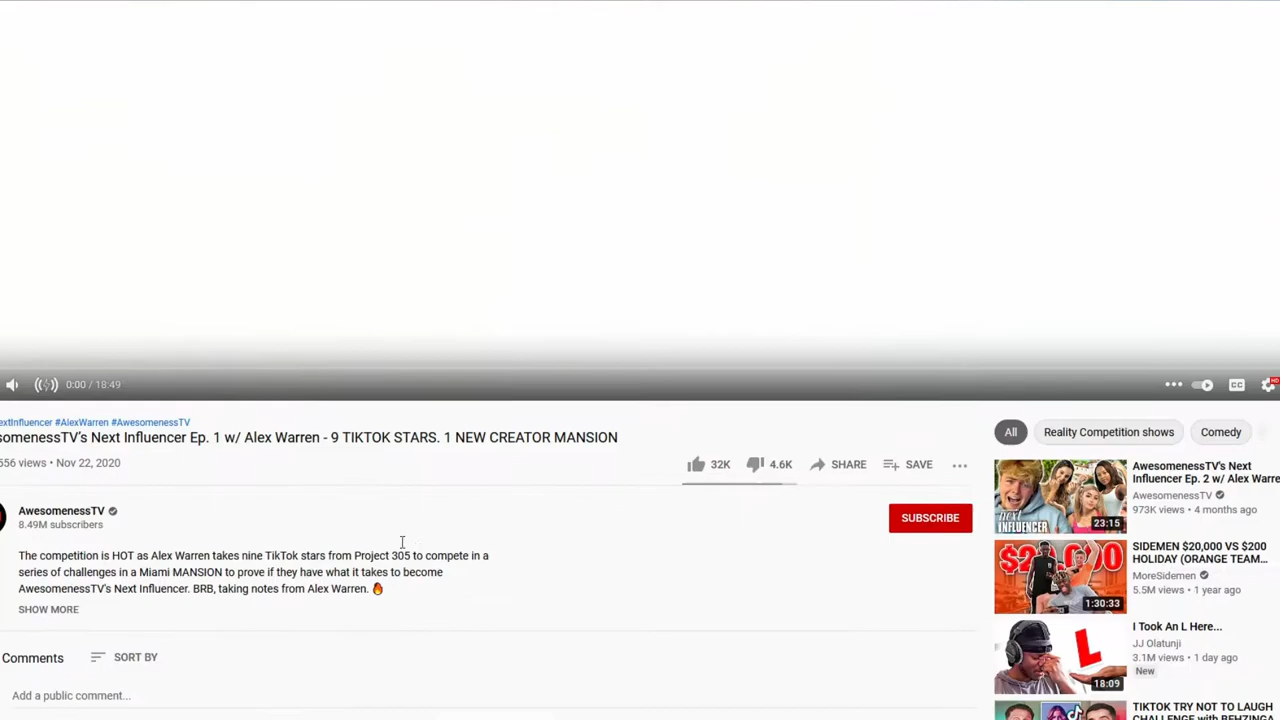 0:00 / 18:49
CC
HD
extInfluencer #AlexWarren #AwesomenessTV
somenessTV's Next Influencer Ep. 1 w/ Alex Warren - 9 TIKTOK STARS. 1 NEW CREATOR MANSION
556 views • Nov 22, 2020
32K
4.6K
SHARE
SAVE
AwesomenessTV
8.49M subscribers
SUBSCRIBE
The competition is HOT as Alex Warren takes nine TikTok stars from Project 305 to compete in a
series of challenges in a Miami MANSION to prove if they have what it takes to become
AwesomenessTV's Next Influencer. BRB, taking notes from Alex Warren. 🔥
SHOW MORE
Comments
SORT BY
Add a public comment...
All
Reality Competition shows
Comedy
next
INFLUENCER
23:15
AwesomenessTV's Next
Influencer Ep. 2 w/ Alex Warre
AwesomenessTV
973K views • 4 months ago
1:30:33
SIDEMEN $20,000 VS $200
HOLIDAY (ORANGE TEAM...
MoreSidemen
5.5M views • 1 year ago
L
18:09
I Took An L Here...
JJ Olatunji
3.1M views • 1 day ago
New
TIKTOK TRY NOT TO LAUGH